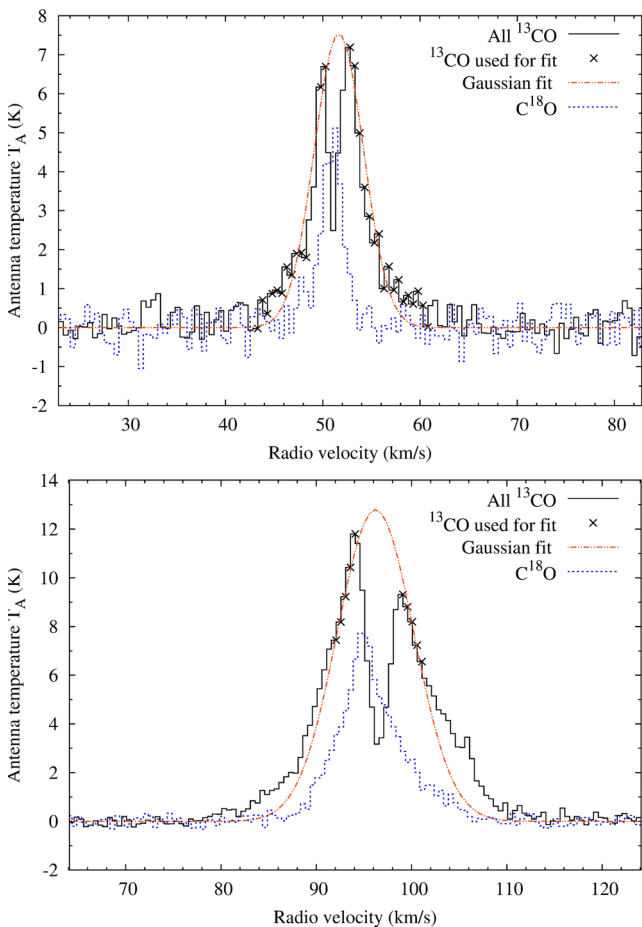 8
7
6
5
4
3
2
1
0
-1
-2
Antenna temperature T_A (K)
All ¹³CO
¹³CO used for fit
Gaussian fit
C¹⁸O
30 40 50 60 70 80
Radio velocity (km/s)
14
12
10
8
6
4
2
0
-2
Antenna temperature T_A (K)
All ¹³CO
¹³CO used for fit
Gaussian fit
C¹⁸O
70 80 90 100 110 120
Radio velocity (km/s)